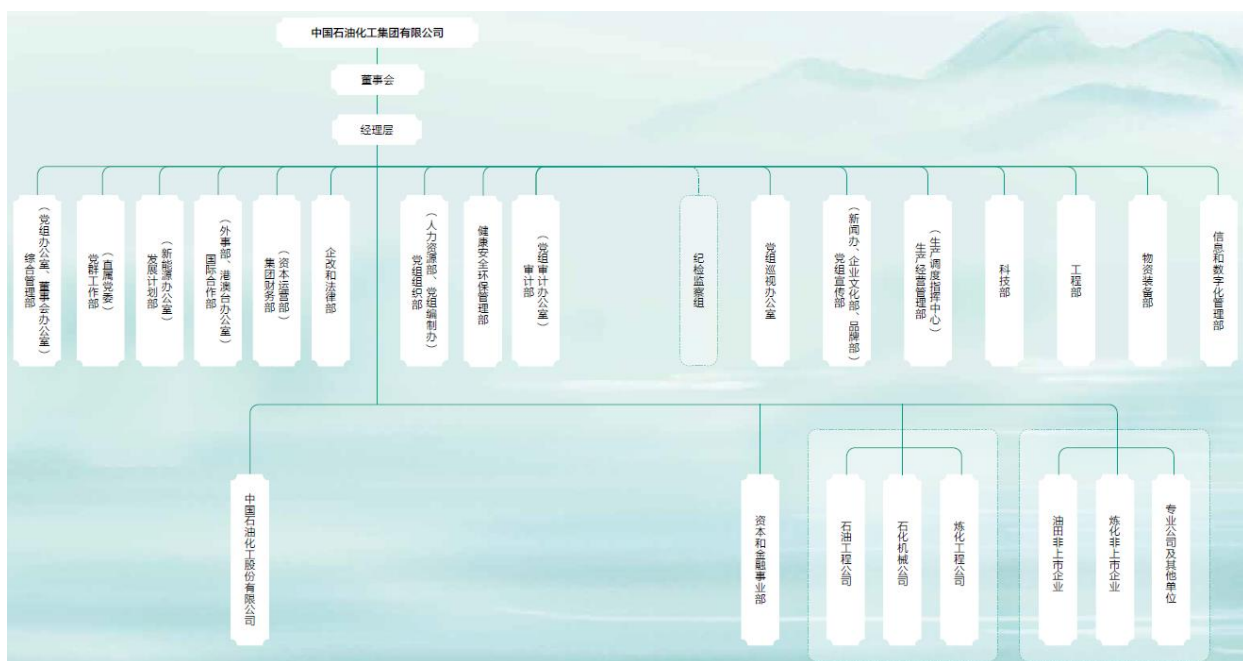 中国石油化工集团有限公司
董事会
经理层
综合管理部
（党组办公室、董事会办公室）
党群工作部
（直属党委）
发展计划部
（新能源办公室）
国际合作部
（外事部、港澳台办公室）
集团财务部
（资本运营部）
企改和法律部
党组组织部
（人力资源部、党组编制办）
健康安全环保管理部
审计部
（党组审计办公室）
纪检监察组
党组巡视办公室
党组宣传部
（新闻办、企业文化部、品牌部）
生产经营管理部
（生产调度指挥中心）
科技部
工程部
物资装备部
信息和数字化管理部
中国石油化工股份有限公司
资本和金融事业部
石油工程公司
石化机械公司
炼化工程公司
油田非上市企业
炼化非上市企业
专业公司及其他单位